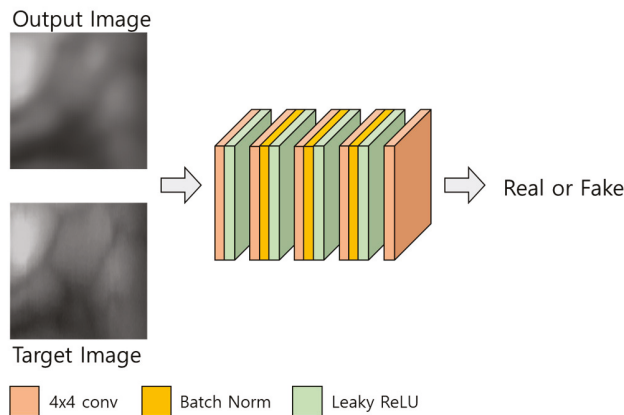 Output Image
Real or Fake
Target Image
4x4 conv
Batch Norm
Leaky ReLU